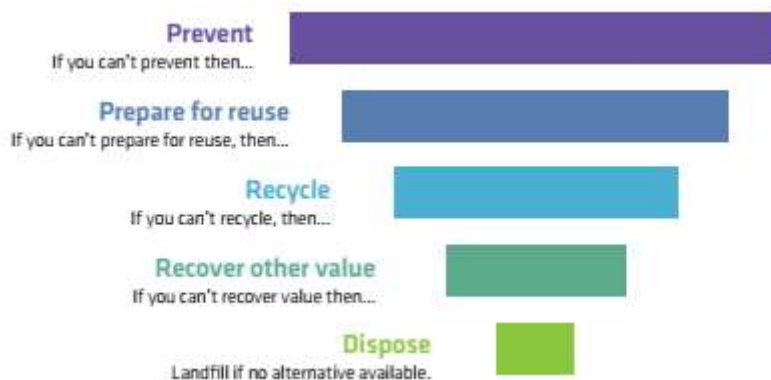 Prevent
If you can't prevent then...
Prepare for reuse
If you can't prepare for reuse, then...
Recycle
If you can't recycle, then...
Recover other value
If you can't recover value then...
Dispose
Landfill if no alternative available.